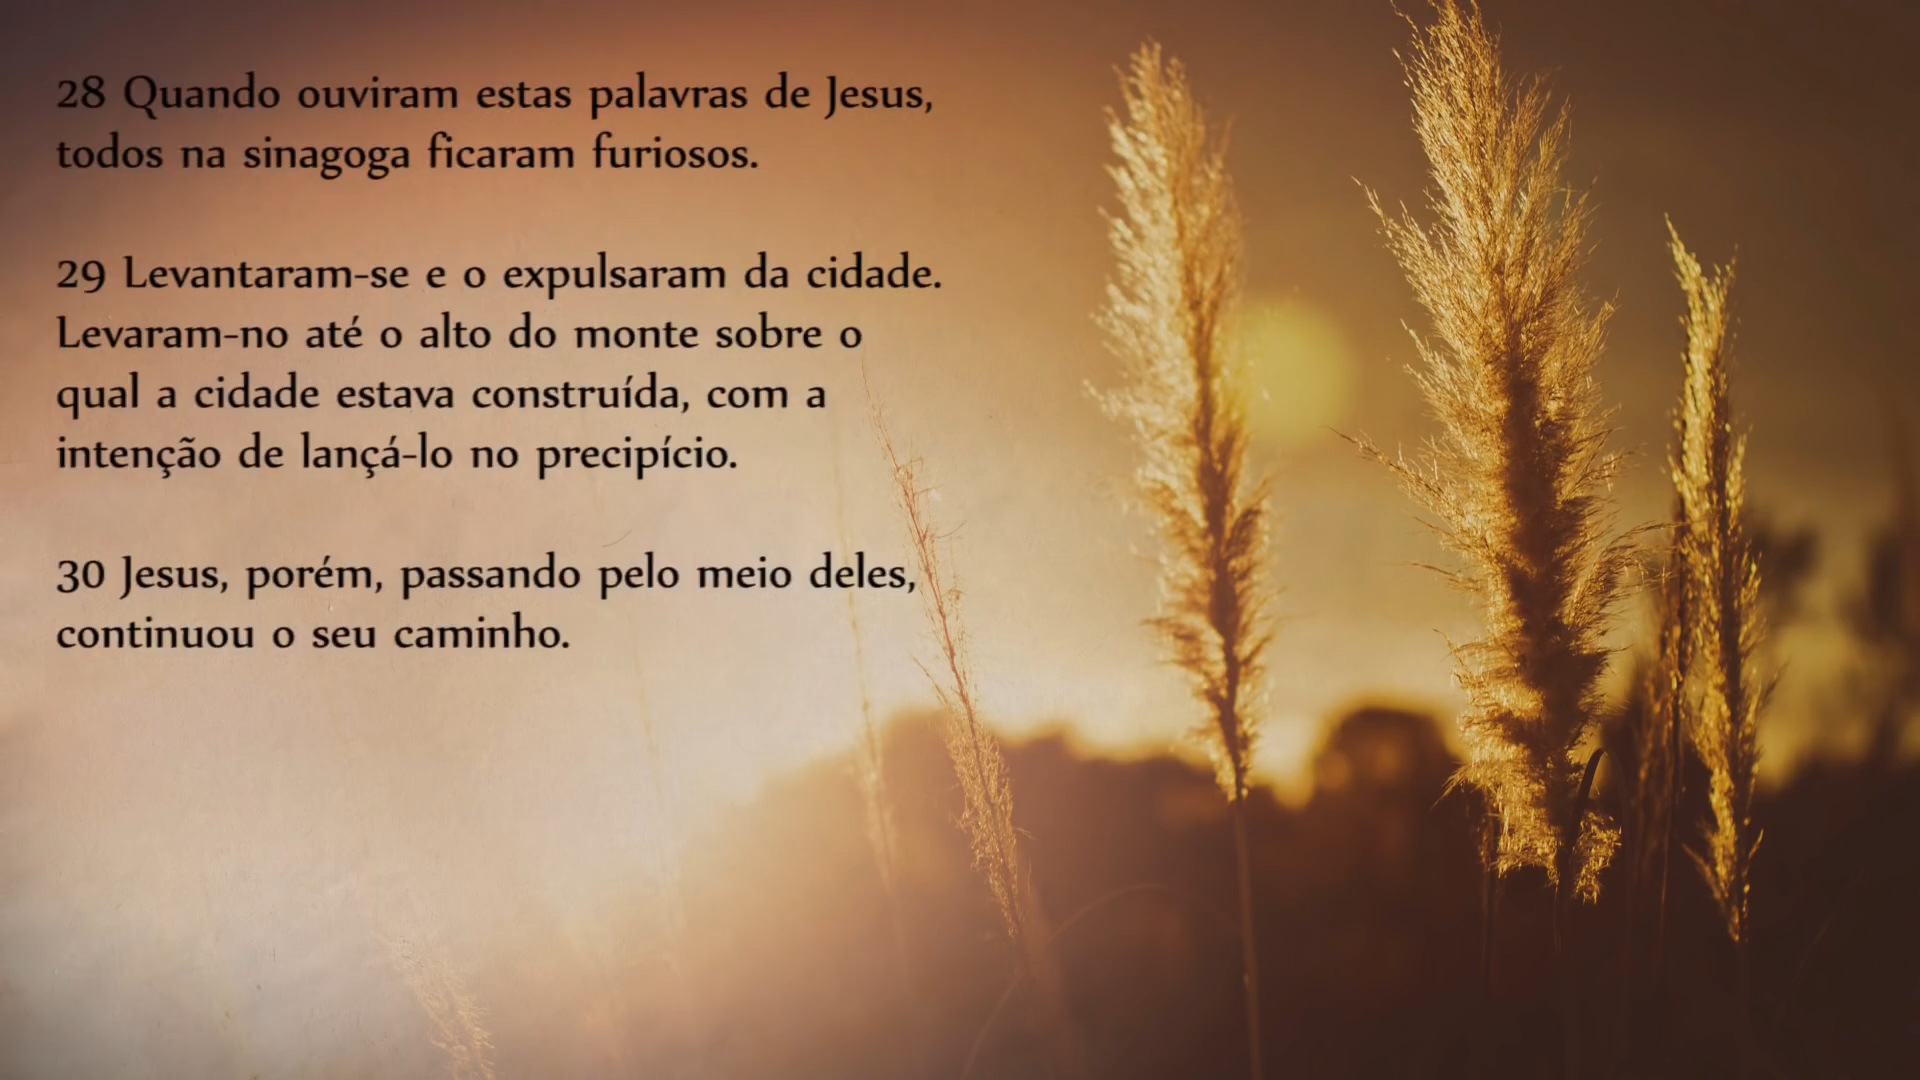 28 Quando ouviram estas palavras de Jesus,
todos na sinagoga ficaram furiosos.
29 Levantaram-se e o expulsaram da cidade.
Levaram-no até o alto do monte sobre o
qual a cidade estava construída, com a
intenção de lançá-lo no precipício.
30 Jesus, porém, passando pelo meio deles,
continuou o seu caminho.